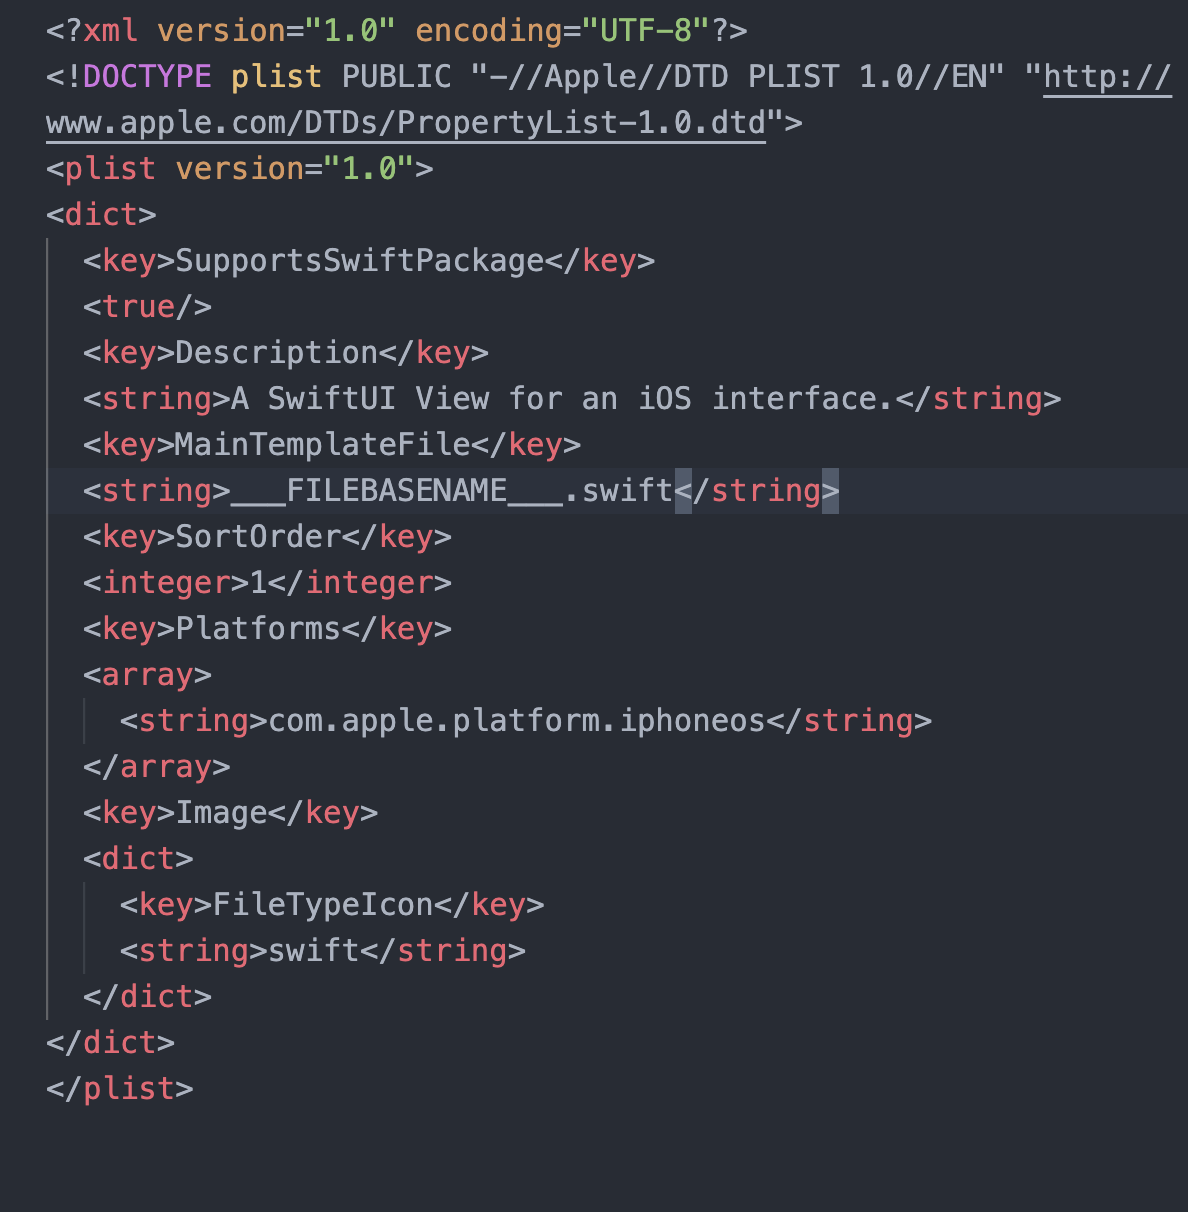 <?xml version="1.0" encoding="UTF-8"?>
<!DOCTYPE plist PUBLIC "-//Apple//DTD PLIST 1.0//EN" "http://
www.apple.com/DTDs/PropertyList-1.0.dtd">
<plist version="1.0">
<dict>
  <key>SupportsSwiftPackage</key>
  <true/>
  <key>Description</key>
  <string>A SwiftUI View for an iOS interface.</string>
  <key>MainTemplateFile</key>
  <string>___FILEBASENAME___.swift</string>
  <key>SortOrder</key>
  <integer>1</integer>
  <key>Platforms</key>
  <array>
    <string>com.apple.platform.iphoneos</string>
  </array>
  <key>Image</key>
  <dict>
    <key>FileTypeIcon</key>
    <string>swift</string>
  </dict>
</dict>
</plist>